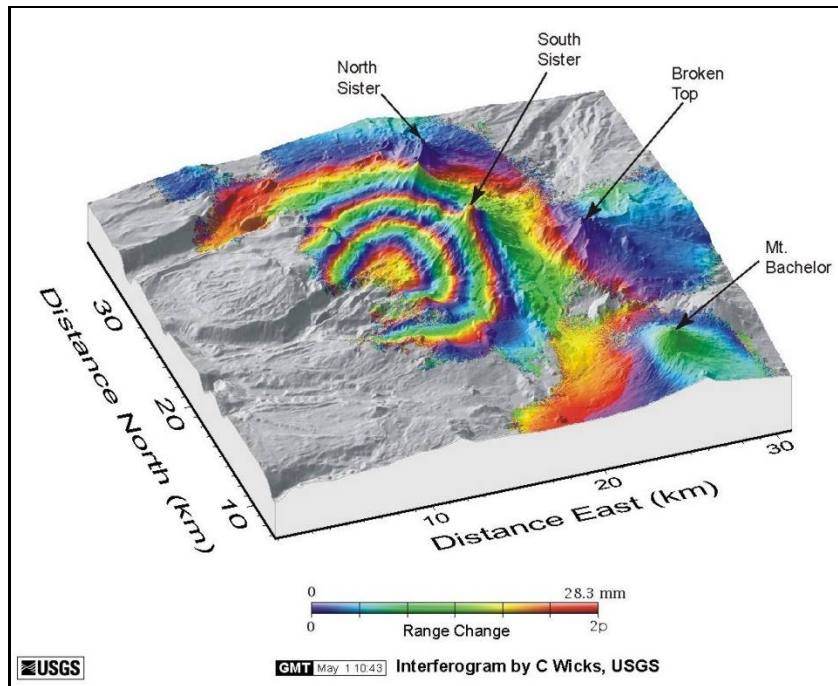 North
Sister
South
Sister
Broken
Top
Mt.
Bachelor
30
20
10
Distance North (km)
10
20
30
Distance East (km)
0
28.3 mm
0
Range Change
2p
USGS
GMT May 1 10:43 Interferogram by C Wicks, USGS